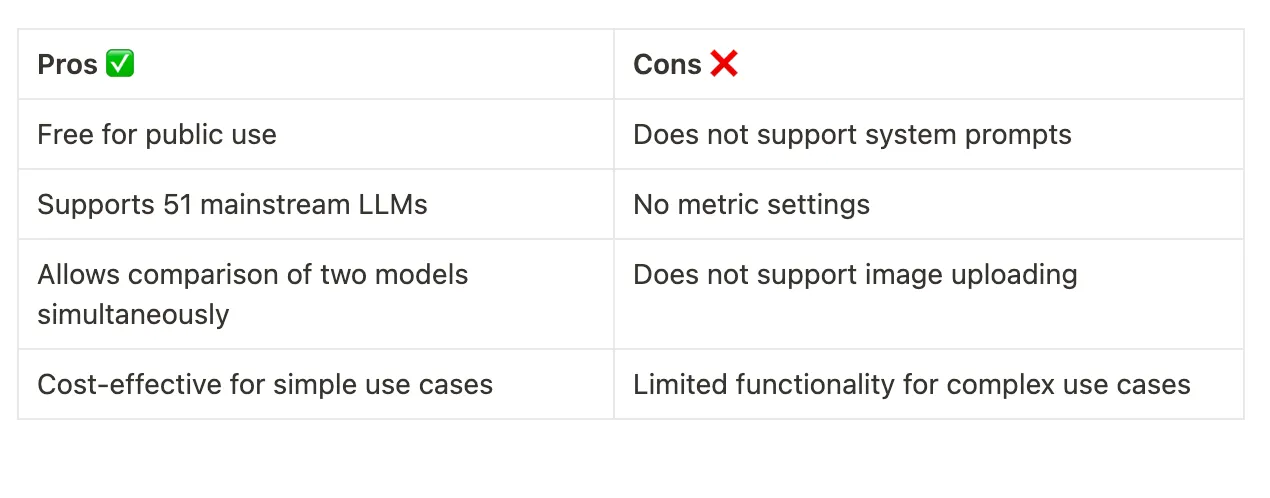 Pros ✅
Cons ❌
Free for public use
Does not support system prompts
Supports 51 mainstream LLMs
No metric settings
Allows comparison of two models
simultaneously
Does not support image uploading
Cost-effective for simple use cases
Limited functionality for complex use cases